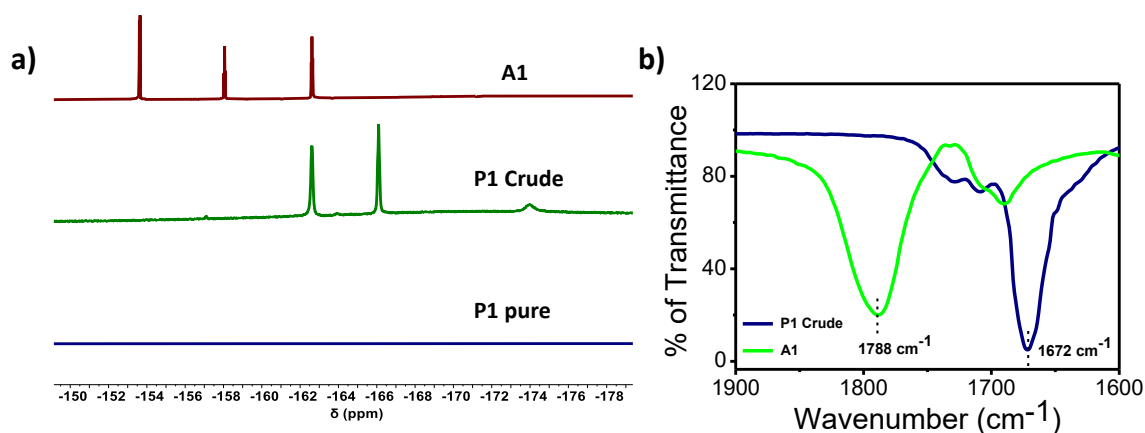 a)
A1
P1 Crude
P1 pure
-150 -152 -154 -156 -158 -160 -162 -164 -166 -168 -170 -172 -174 -176 -178
δ (ppm)
b)
120
80
40
0
% of Transmittance
P1 Crude
A1
1788 cm⁻¹
1672 cm⁻¹
1900 1800 1700 1600
Wavenumber (cm⁻¹)